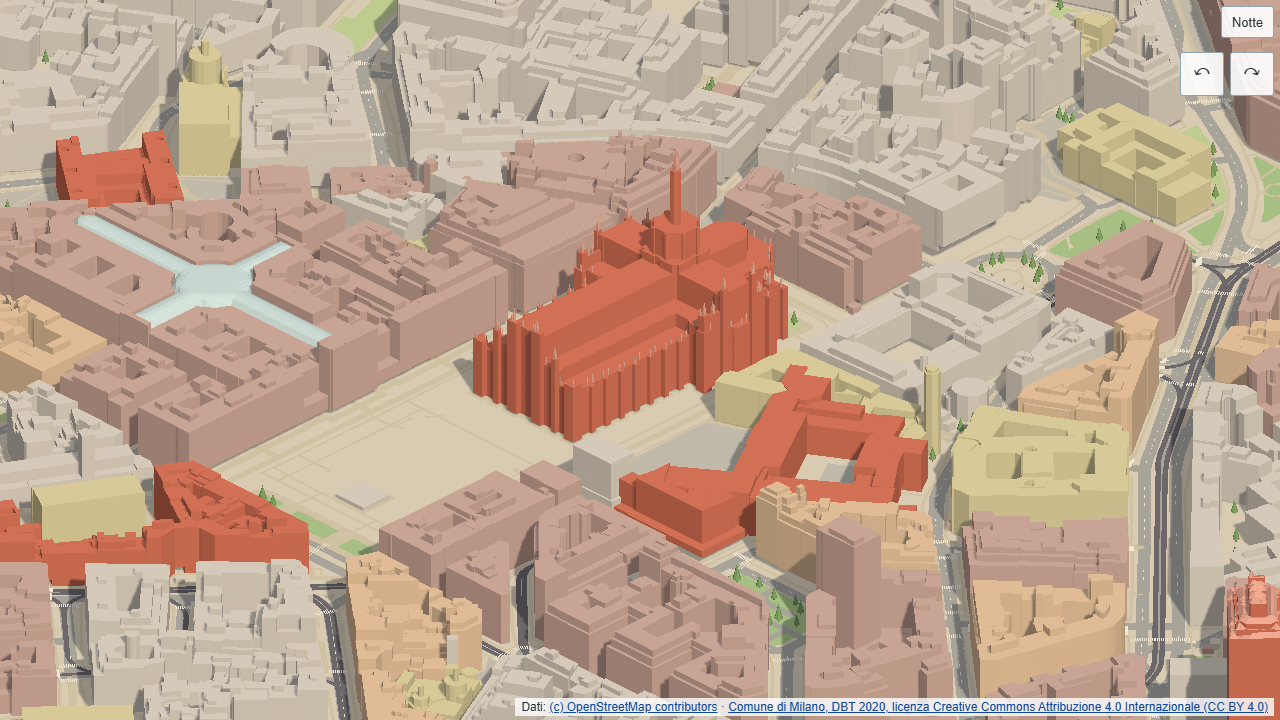 Notte
Dati: (c) OpenStreetMap contributors · Comune di Milano, DBT 2020, licenza Creative Commons Attribuzione 4.0 Internazionale (CC BY 4.0)